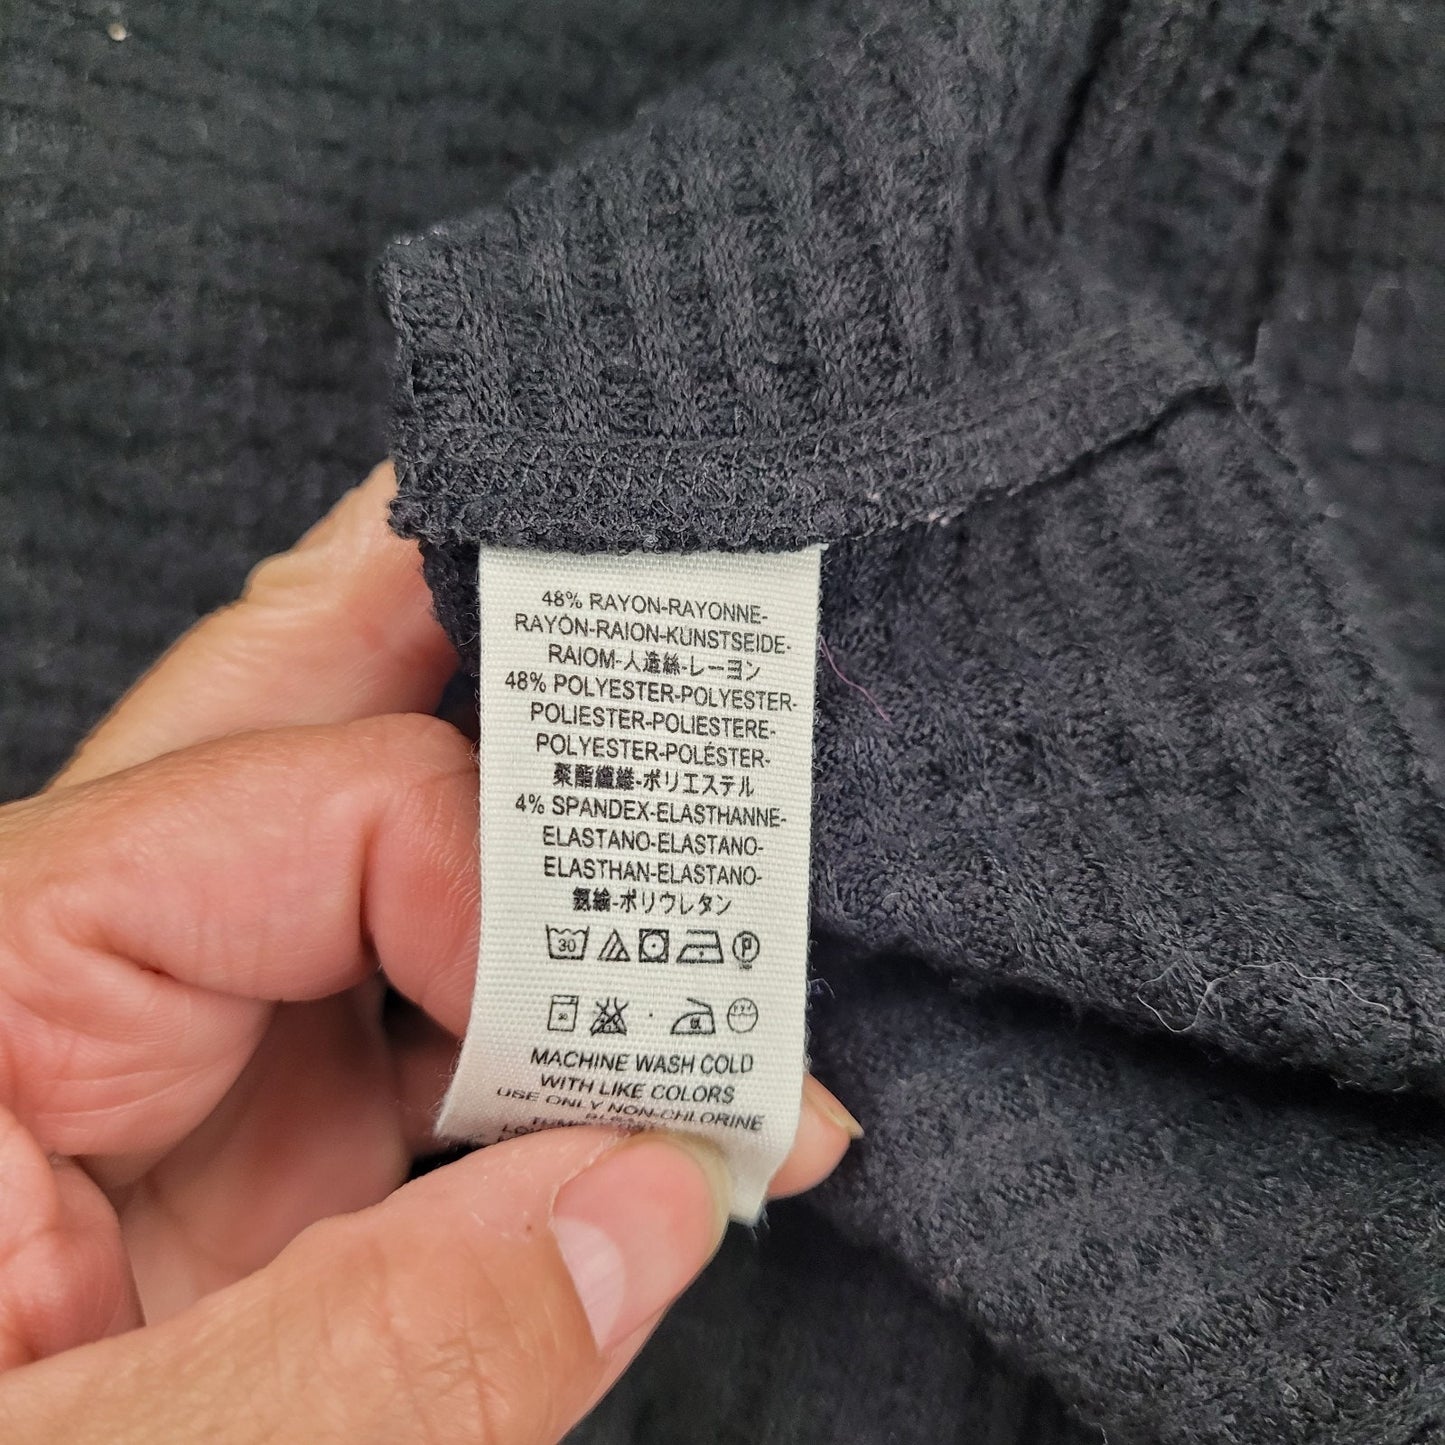 48% RAYON-RAYONNE-
RAYÓN-RAION-KUNSTSEIDE-
RAIOM-人造絲-レーヨン
48% POLYESTER-POLYESTER-
POLIESTER-POLIESTERE-
POLYESTER-POLÉSTER-
聚酯纖維-ポリエステル
4% SPANDEX-ELASTHANNE-
ELASTANO-ELASTANO-
ELASTHAN-ELASTANO-
氨綸-ポリウレタン
30 P
30
MACHINE WASH COLD
WITH LIKE COLORS
USE ONLY NON-CHLORINE